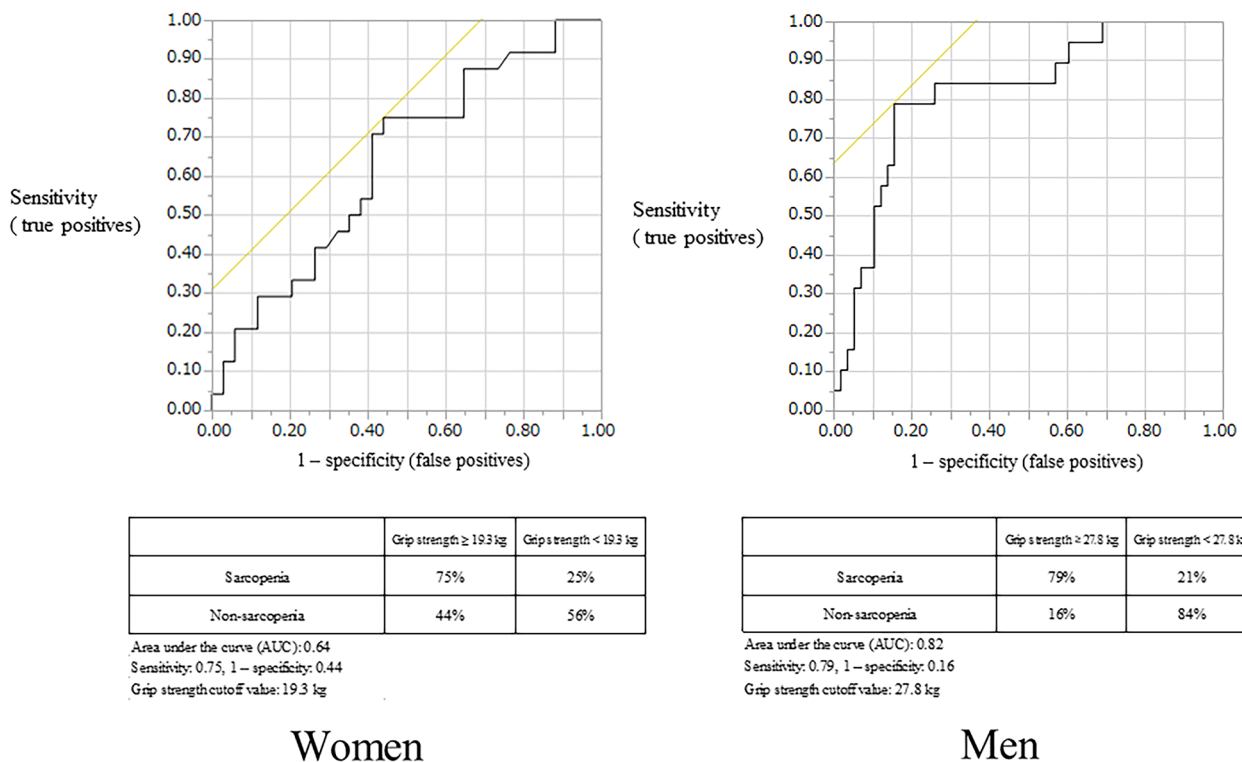 1.00
0.90
0.80
0.70
0.60
0.50
0.40
0.30
0.20
0.10
0.00
Sensitivity
( true positives)
0.00 0.20 0.40 0.60 0.80 1.00
1 – specificity (false positives)
Grip strength ≥ 19.3 kg Grip strength < 19.3 kg
Sarcopenia 75% 25%
Non-sarcopenia 44% 56%
Area under the curve (AUC): 0.64
Sensitivity: 0.75, 1 – specificity: 0.44
Grip strength cutoff value: 19.3 kg
Women
1.00
0.90
0.80
0.70
0.60
0.50
0.40
0.30
0.20
0.10
0.00
Sensitivity
( true positives)
0.00 0.20 0.40 0.60 0.80 1.00
1 – specificity (false positives)
Grip strength ≥ 27.8 kg Grip strength < 27.8 k
Sarcopenia 79% 21%
Non-sarcopenia 16% 84%
Area under the curve (AUC): 0.82
Sensitivity: 0.79, 1 – specificity: 0.16
Grip strength cutoff value: 27.8 kg
Men